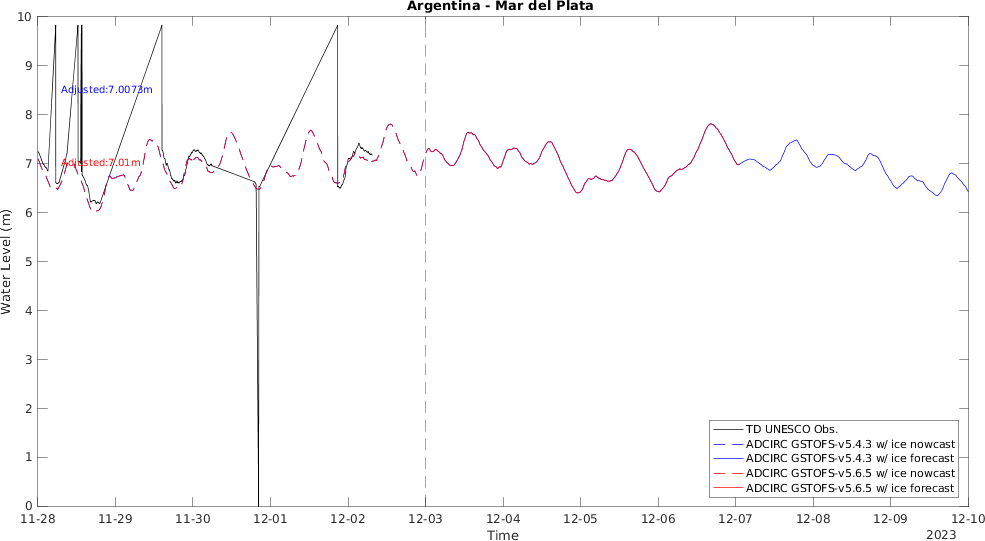 Argentina - Mar del Plata
10
9
8
7
6
5
4
3
2
1
0
Water Level (m)
Adjusted:7.0073m
Adjusted:7.01m
TD UNESCO Obs.
ADCIRC GSTOFS-v5.4.3 w/ ice nowcast
ADCIRC GSTOFS-v5.4.3 w/ ice forecast
ADCIRC GSTOFS-v5.6.5 w/ ice nowcast
ADCIRC GSTOFS-v5.6.5 w/ ice forecast
11-28 11-29 11-30 12-01 12-02 12-03 12-04 12-05 12-06 12-07 12-08 12-09 12-10
Time
2023